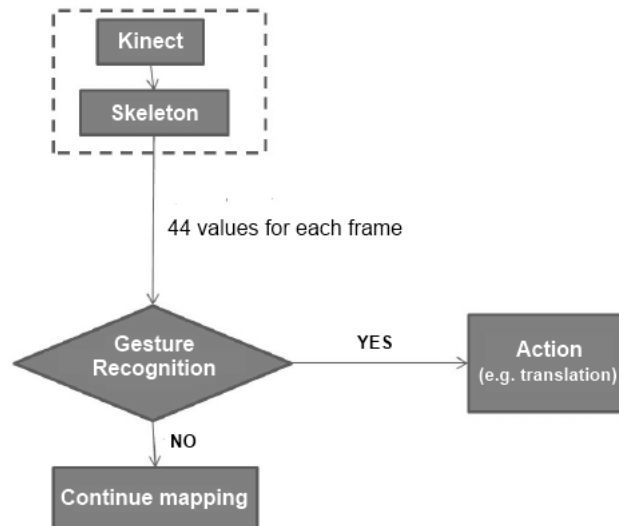 Kinect
Skeleton
44 values for each frame
Gesture
Recognition
YES
Action
(e.g. translation)
NO
Continue mapping